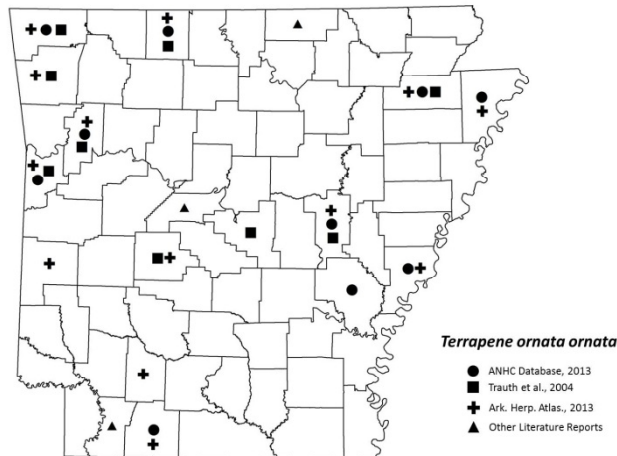 Terrapene ornata ornata
ANHC Database, 2013
Trauth et al., 2004
Ark. Herp. Atlas., 2013
Other Literature Reports